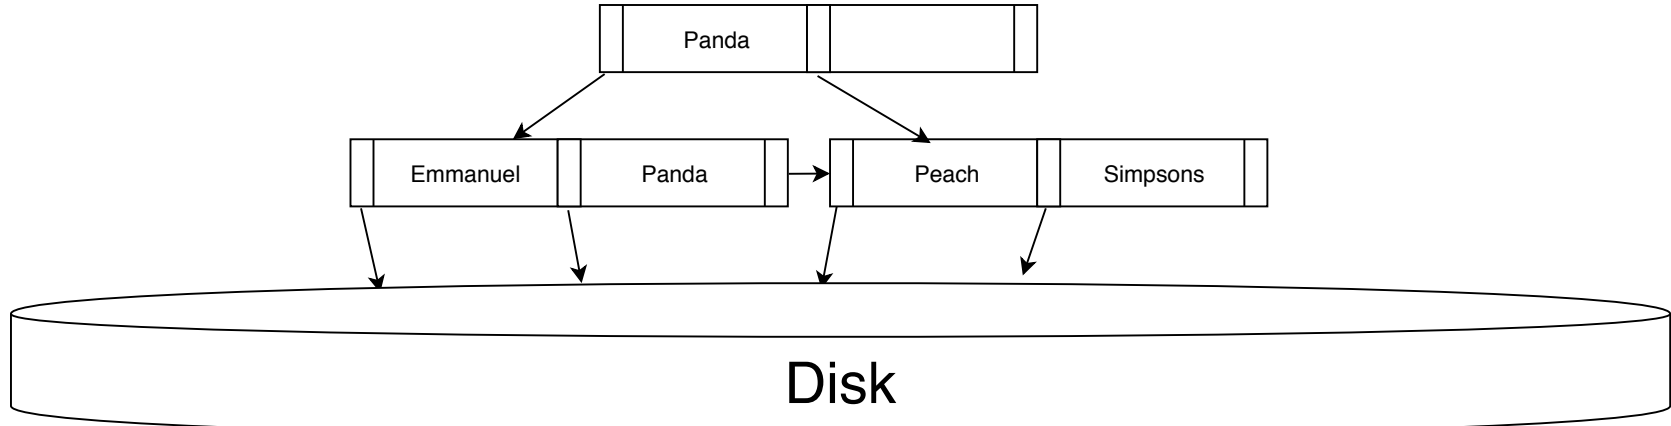 Panda
Emmanuel
Panda
Peach
Simpsons
Disk